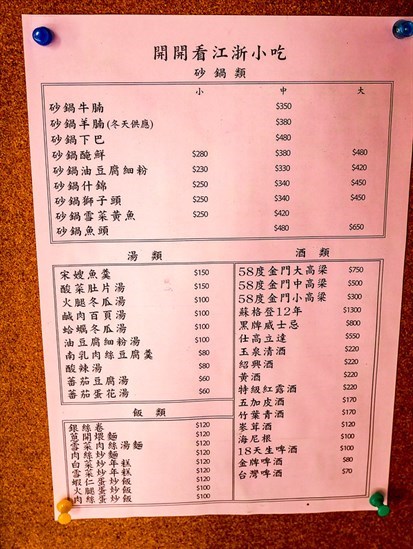 開開看江浙小吃
砂鍋類
小 中 大
砂鍋牛腩 $350
砂鍋羊腩(冬天供應) $380
砂鍋下巴 $480
砂鍋醃鮮 $280 $380 $480
砂鍋油豆腐細粉 $230 $330 $420
砂鍋什錦 $250 $340 $450
砂鍋獅子頭 $250 $340 $450
砂鍋雪菜黃魚 $250 $420
砂鍋魚頭 $480 $650
湯 類
宋嫂魚羹 $150
酸菜肚片湯 $150
火腿冬瓜湯 $100
鹹肉百頁湯 $100
蛤蠣冬瓜湯 $100
油豆腐細粉湯 $100
南乳肉絲豆腐羹 $80
酸辣湯 $80
蕃茄豆腐湯 $60
蕃茄蛋花湯 $60
飯 類
銀絲卷 $120
蔥開煨麵 $120
雪菜肉絲湯麵 $120
肉絲炒麵 $120
白菜炒年糕 $120
雪菜炒年糕 $120
蝦仁蛋炒飯 $100
火腿蛋炒飯 $100
肉絲蛋炒飯 $100
酒 類
58度金門大高粱 $750
58度金門中高粱 $500
58度金門小高粱 $300
蘇格登12年 $1300
黑牌威士忌 $800
仕高立達 $550
玉泉清酒 $220
紹興酒 $220
黃酒 $220
特級紅露酒 $220
五加皮酒 $170
竹葉青酒 $170
峯茸酒 $100
海尼根 $100
18天生啤酒 $100
金牌啤酒 $80
台灣啤酒 $70